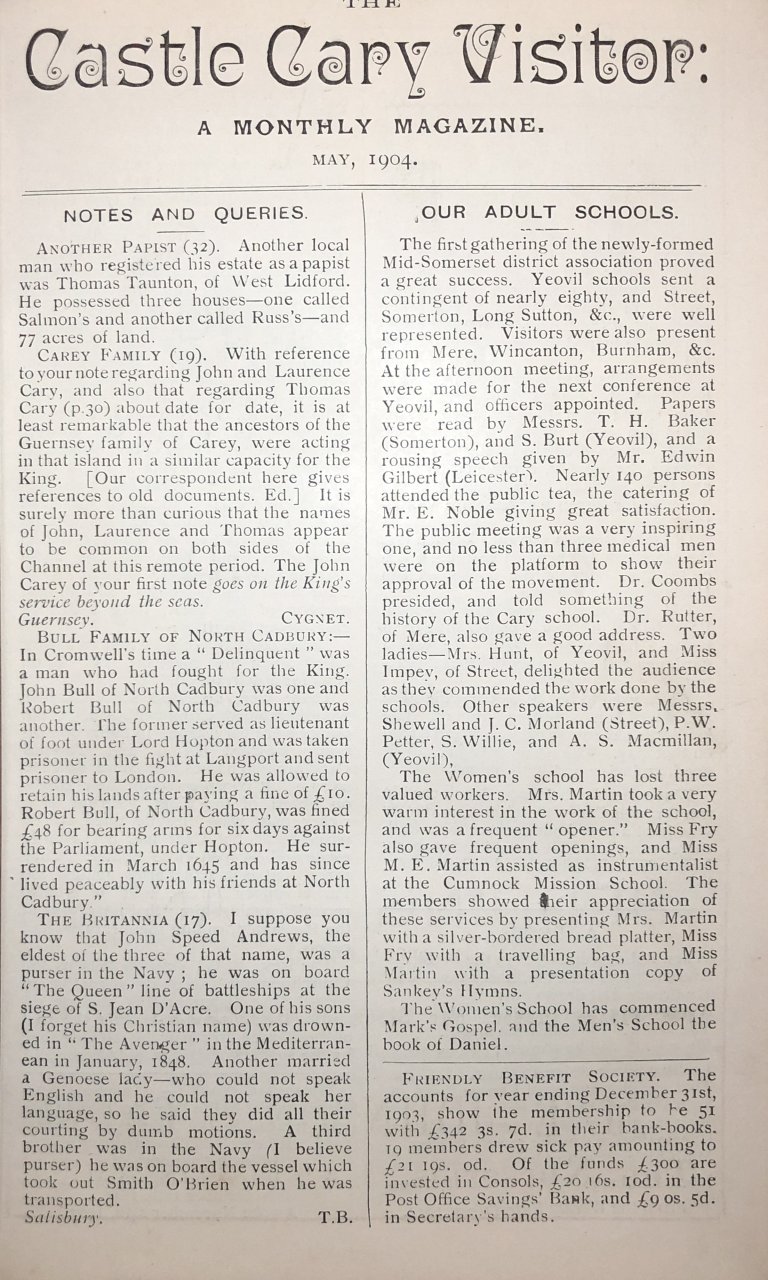 THE
Castle Cary Visitor:
A MONTHLY MAGAZINE.
MAY, 1904.
NOTES AND QUERIES.
ANOTHER PAPIST (32). Another local
man who registered his estate as a papist
was Thomas Taunton, of West Lidford.
He possessed three houses—one called
Salmon's and another called Russ's—and
77 acres of land.
CAREY FAMILY (19). With reference
to your note regarding John and Laurence
Cary, and also that regarding Thomas
Cary (p.30) about date for date, it is at
least remarkable that the ancestors of the
Guernsey family of Carey, were acting
in that island in a similar capacity for the
King. [Our correspondent here gives
references to old documents. Ed.] It is
surely more than curious that the names
of John, Laurence and Thomas appear
to be common on both sides of the
Channel at this remote period. The John
Carey of your first note goes on the King's
service beyond the seas.
Guernsey. CYGNET.
BULL FAMILY OF NORTH CADBURY:—
In Cromwell's time a " Delinquent " was
a man who had fought for the King.
John Bull of North Cadbury was one and
Robert Bull of North Cadbury was
another. The former served as lieutenant
of foot under Lord Hopton and was taken
prisoner in the fight at Langport and sent
prisoner to London. He was allowed to
retain his lands after paying a fine of £10.
Robert Bull, of North Cadbury, was fined
£48 for bearing arms for six days against
the Parliament, under Hopton. He sur-
rendered in March 1645 and has since
lived peaceably with his friends at North
Cadbury."
THE BRITANNIA (17). I suppose you
know that John Speed Andrews, the
eldest of the three of that name, was a
purser in the Navy ; he was on board
"The Queen" line of battleships at the
siege of S. Jean D'Acre. One of his sons
(I forget his Christian name) was drown-
ed in " The Avenger " in the Mediterran-
ean in January, 1848. Another married
a Genoese lady—who could not speak
English and he could not speak her
language, so he said they did all their
courting by dumb motions. A third
brother was in the Navy (I believe
purser) he was on board the vessel which
took out Smith O'Brien when he was
transported.
Salisbury. T.B.
OUR ADULT SCHOOLS.
The first gathering of the newly-formed
Mid-Somerset district association proved
a great success. Yeovil schools sent a
contingent of nearly eighty, and Street,
Somerton, Long Sutton, &c., were well
represented. Visitors were also present
from Mere, Wincanton, Burnham, &c.
At the afternoon meeting, arrangements
were made for the next conference at
Yeovil, and officers appointed. Papers
were read by Messrs. T. H. Baker
(Somerton), and S. Burt (Yeovil), and a
rousing speech given by Mr. Edwin
Gilbert (Leicester). Nearly 140 persons
attended the public tea, the catering of
Mr. E. Noble giving great satisfaction.
The public meeting was a very inspiring
one, and no less than three medical men
were on the platform to show their
approval of the movement. Dr. Coombs
presided, and told something of the
history of the Cary school. Dr. Rutter,
of Mere, also gave a good address. Two
ladies—Mrs. Hunt, of Yeovil, and Miss
Impey, of Street, delighted the audience
as they commended the work done by the
schools. Other speakers were Messrs.
Shewell and J. C. Morland (Street), P.W.
Petter, S. Willie, and A. S. Macmillan,
(Yeovil),
The Women's school has lost three
valued workers. Mrs. Martin took a very
warm interest in the work of the school,
and was a frequent " opener." Miss Fry
also gave frequent openings, and Miss
M. E. Martin assisted as instrumentalist
at the Cumnock Mission School. The
members showed their appreciation of
these services by presenting Mrs. Martin
with a silver-bordered bread platter, Miss
Fry with a travelling bag, and Miss
Martin with a presentation copy of
Sankey's Hymns.
The Women's School has commenced
Mark's Gospel, and the Men's School the
book of Daniel.
FRIENDLY BENEFIT SOCIETY. The
accounts for year ending December 31st,
1903, show the membership to be 51
with £342 3s. 7d. in their bank-books.
19 members drew sick pay amounting to
£21 19s. 0d. Of the funds £300 are
invested in Consols, £20 16s. 10d. in the
Post Office Savings' Bank, and £9 0s. 5d.
in Secretary's hands.